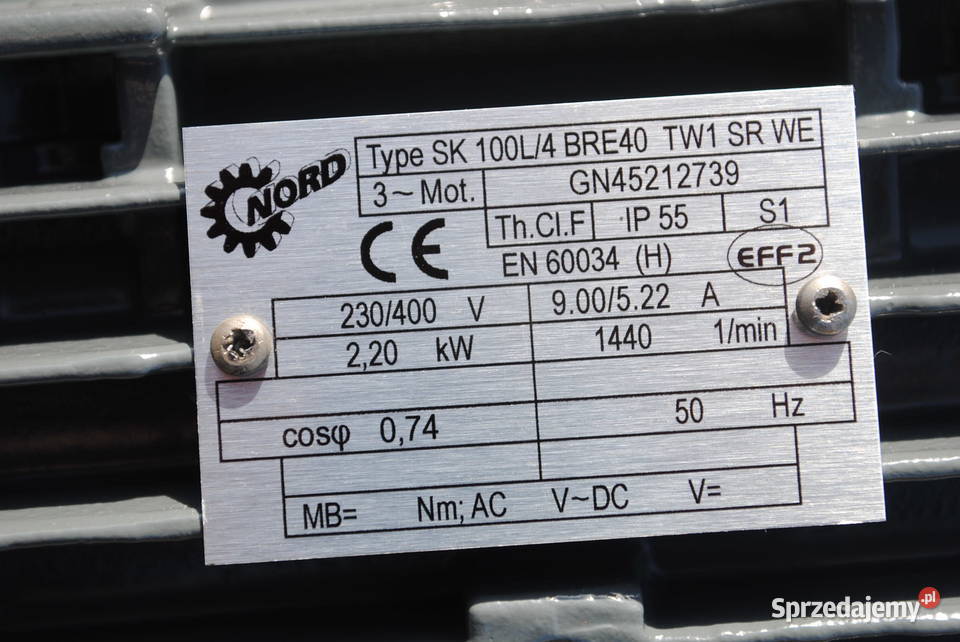 NORD
Type SK 100L/4 BRE40 TW1 SR WE
3~Mot. GN45212739
Th.Cl.F IP 55 S1
CE EN 60034 (H) EFF2
230/400 V 9.00/5.22 A
2,20 kW 1440 1/min
cosφ 0,74 50 Hz
MB= Nm; AC V~DC V=
Sprzedajemy.pl